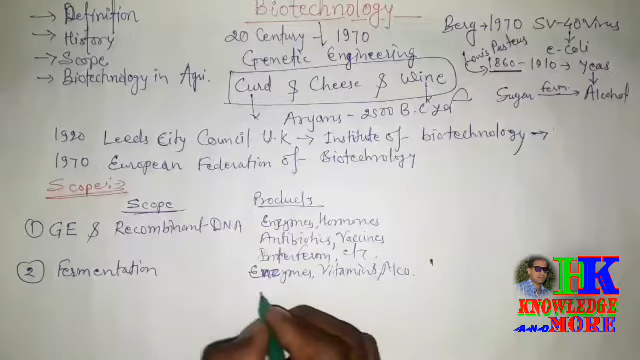 Biotechnology
→ Definition
→ History
→ Scope
→ Biotechnology in Agri.
20 Century → 1970
Genetic Engineering
Curd & Cheese & Wine
Aryans - 2500 B.C
Berg → 1970 SV-40 Virus
e-coli
Louis Pasteus
1860 - 1910 → yeas
Sugar ferm. → Alcohol
1920 Leeds City Council U.K → Institute of biotechnology →
1970 European Federation of Biotechnology
Scope:
Scope Products
① GE & Recombinant-DNA Enzymes, Hormones
Antibiotics, Vaccines
Interferon, etc.
② Fermentation Enzymes, Vitamins, Alco.
HK
KNOWLEDGE
AND
MORE